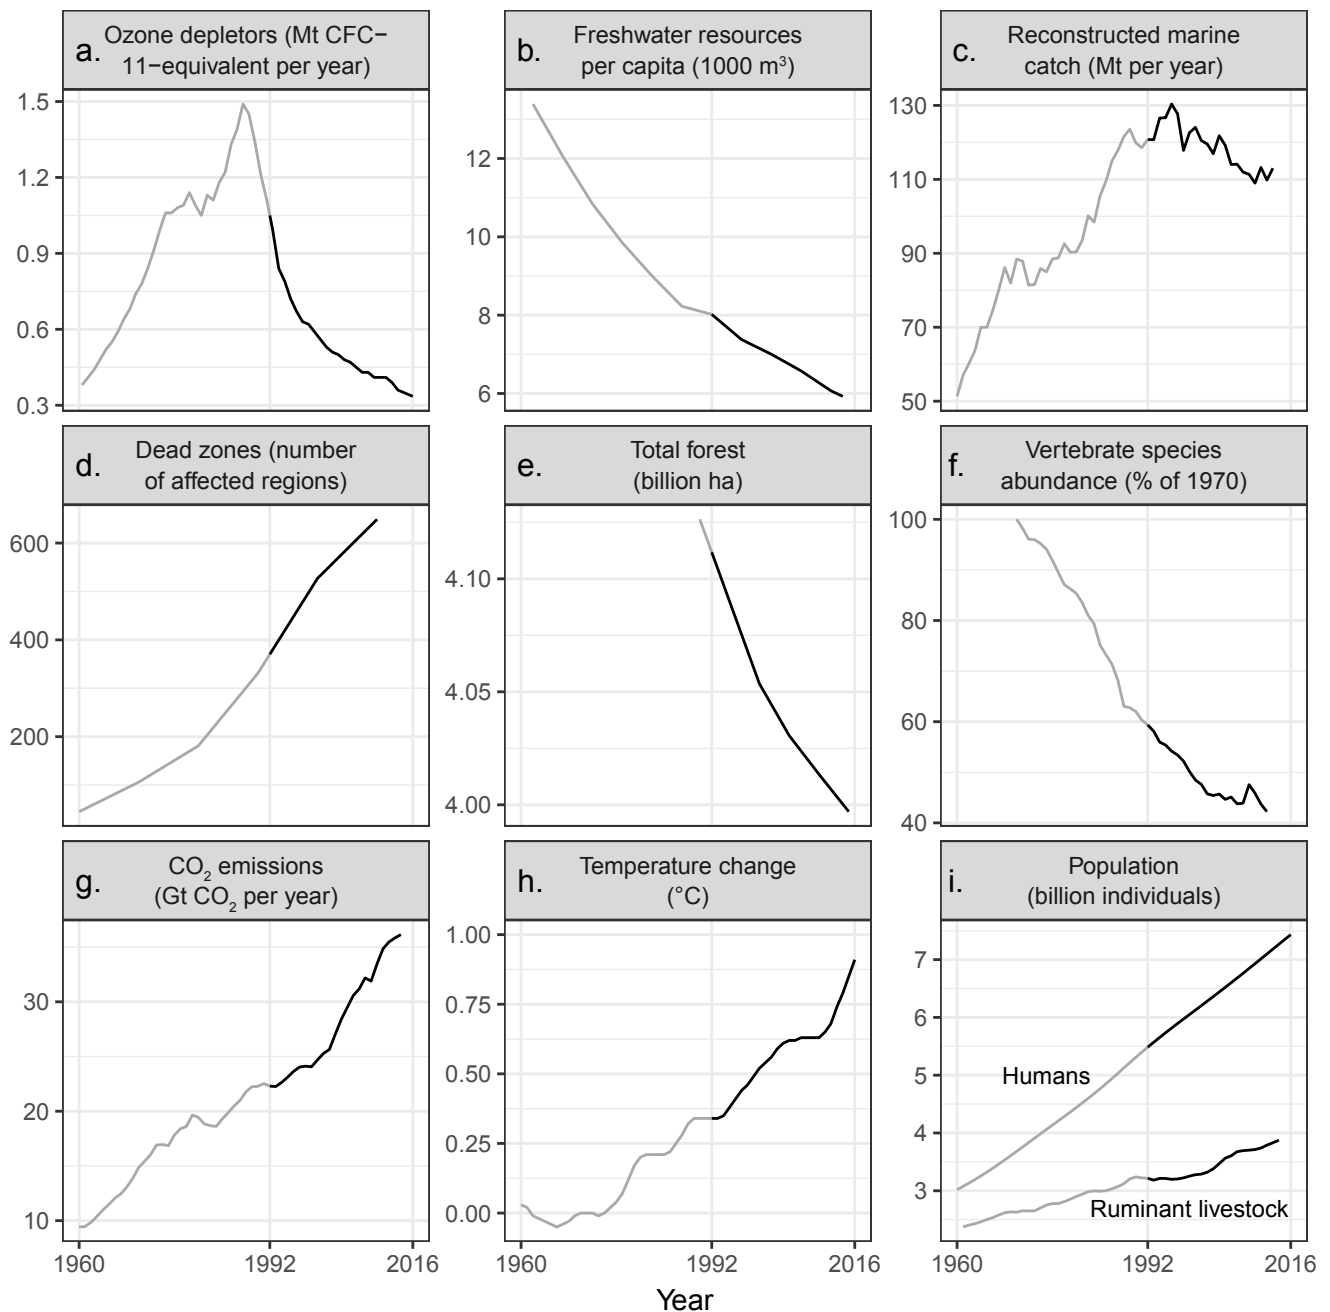 a.
Ozone depletors (Mt CFC−
11−equivalent per year)
b.
Freshwater resources
per capita (1000 m³)
c.
Reconstructed marine
catch (Mt per year)
1.5
1.2
0.9
0.6
0.3
12
10
8
6
130
110
90
70
50
d.
Dead zones (number
of affected regions)
e.
Total forest
(billion ha)
f.
Vertebrate species
abundance (% of 1970)
600
400
200
4.10
4.05
4.00
100
80
60
40
g.
CO₂ emissions
(Gt CO₂ per year)
h.
Temperature change
(°C)
i.
Population
(billion individuals)
30
20
10
1.00
0.75
0.50
0.25
0.00
7
6
5
4
3
Humans
Ruminant livestock
1960 1992 2016
1960 1992 2016
1960 1992 2016
Year